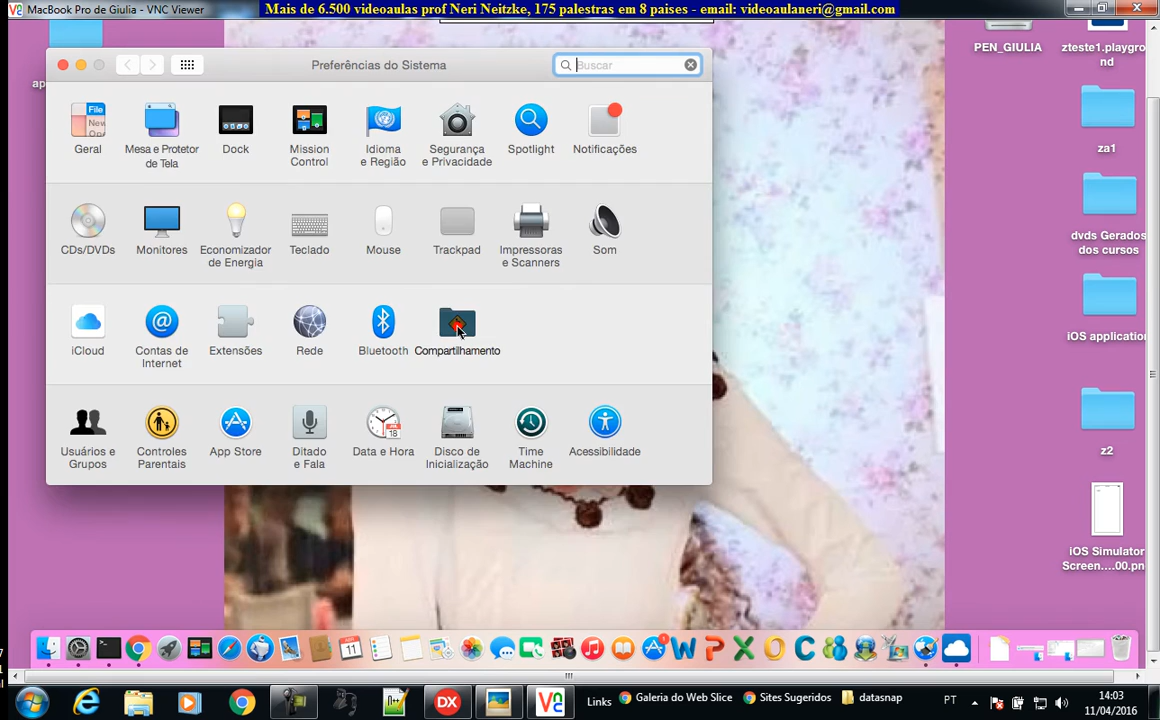 MacBook Pro de Giulia - VNC Viewer
Mais de 6.500 videoaulas prof Neri Neitzke, 175 palestras em 8 paises - email: videoaulaneri@gmail.com
PEN_GIULIA
zteste1.playgrou
nd
Preferências do Sistema
Buscar
Geral
Mesa e Protetor
de Tela
Dock
Mission
Control
Idioma
e Região
Segurança
e Privacidade
Spotlight
Notificações
za1
CDs/DVDs
Monitores
Economizador
de Energia
Teclado
Mouse
Trackpad
Impressoras
e Scanners
Som
dvds Gerados
dos cursos
iCloud
Contas de
Internet
Extensões
Rede
Bluetooth
Compartilhamento
iOS application
Usuários e
Grupos
Controles
Parentais
App Store
Ditado
e Fala
Data e Hora
Disco de
Inicialização
Time
Machine
Acessibilidade
z2
iOS Simulator
Screen....00.pn
Links
Galeria do Web Slice
Sites Sugeridos
datasnap
PT
14:03
11/04/2016